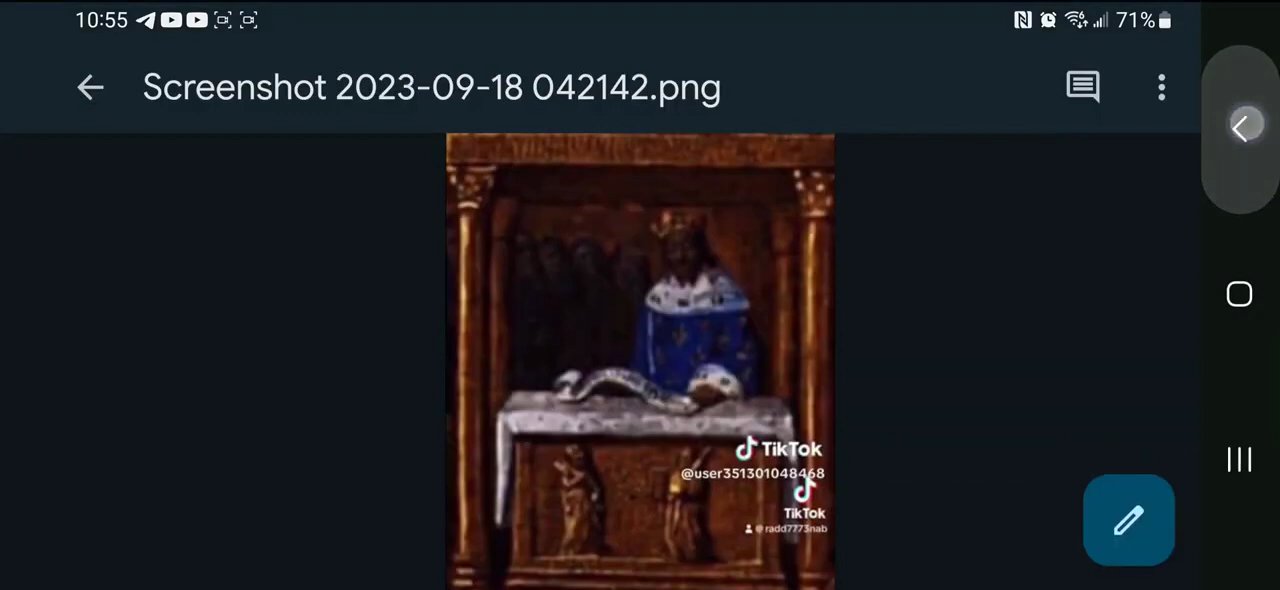 10:55
71%
Screenshot 2023-09-18 042142.png
TikTok
@user351301048468
TikTok
@radd7773nab